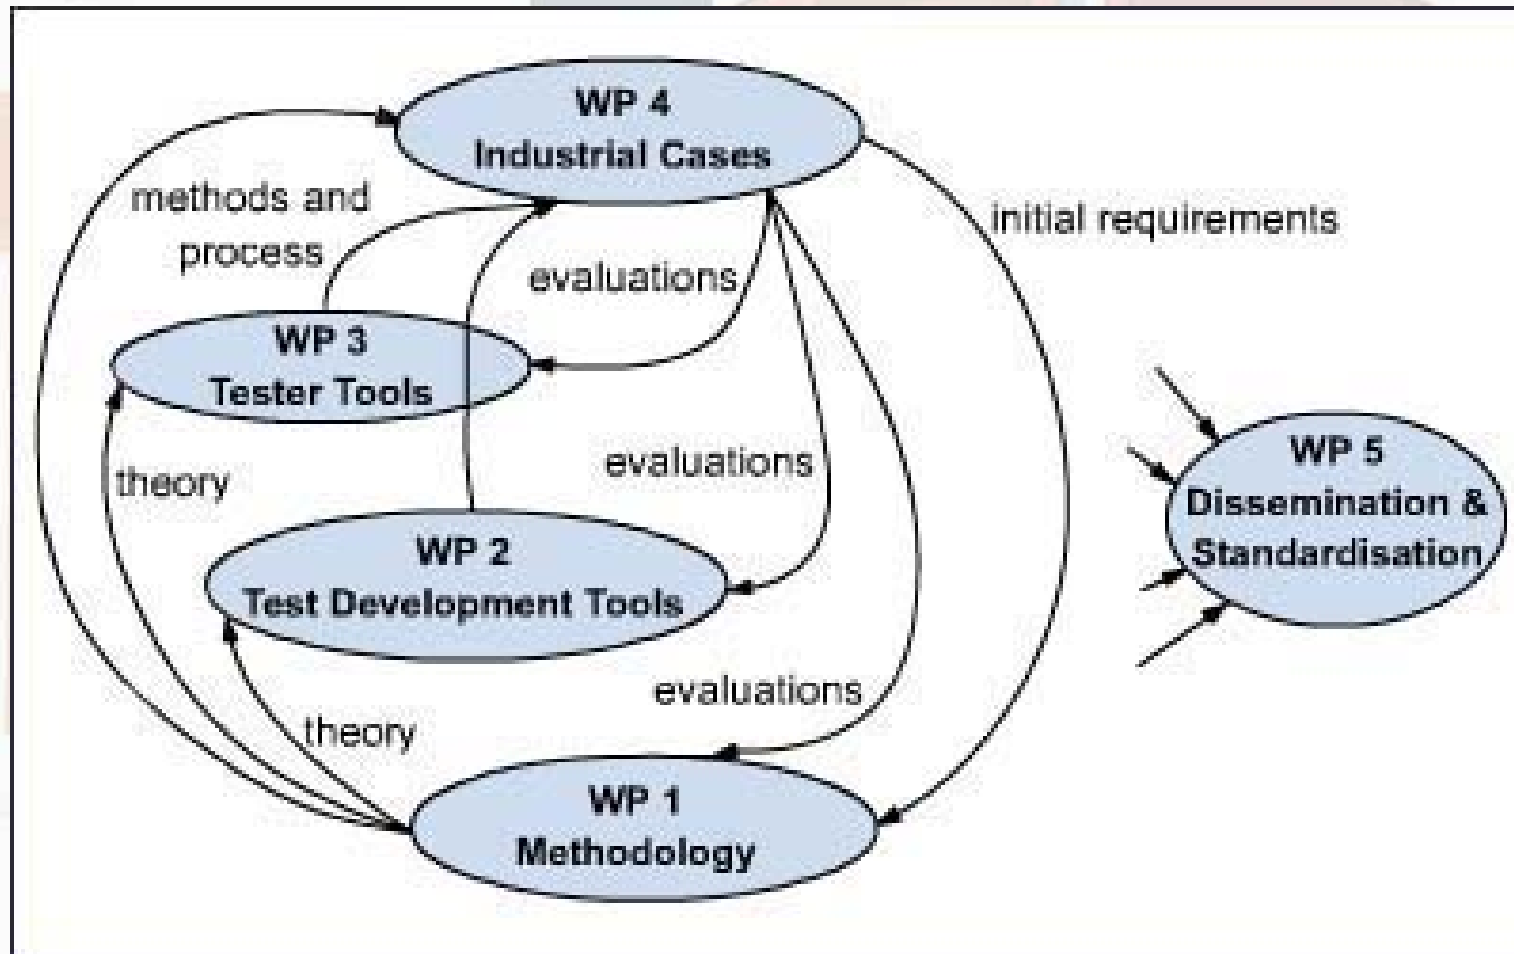 WP 4
Industrial Cases
methods and
process
initial requirements
evaluations
WP 3
Tester Tools
theory
evaluations
WP 5
Dissemination &
Standardisation
WP 2
Test Development Tools
evaluations
theory
WP 1
Methodology